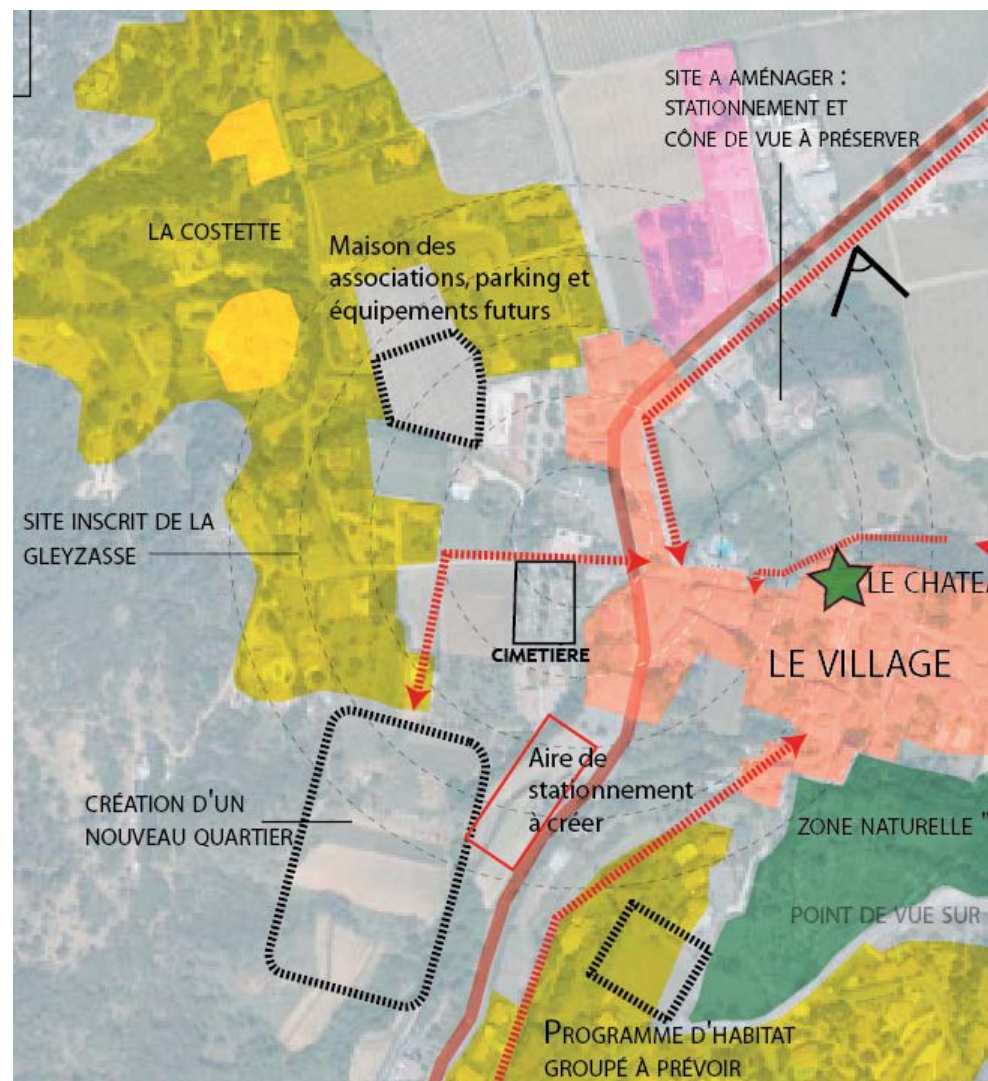 SITE A AMÉNAGER :
STATIONNEMENT ET
CÔNE DE VUE À PRÉSERVER
LA COSTETTE
Maison des
associations, parking et
équipements futurs
SITE INSCRIT DE LA
GLEYZASSE
LE CHATEA
CIMETIÈRE
LE VILLAGE
Aire de
stationnement
à créer
CRÉATION D'UN
NOUVEAU QUARTIER
ZONE NATURELLE "
POINT DE VUE SUR
PROGRAMME D'HABITAT
GROUPÉ À PRÉVOIR